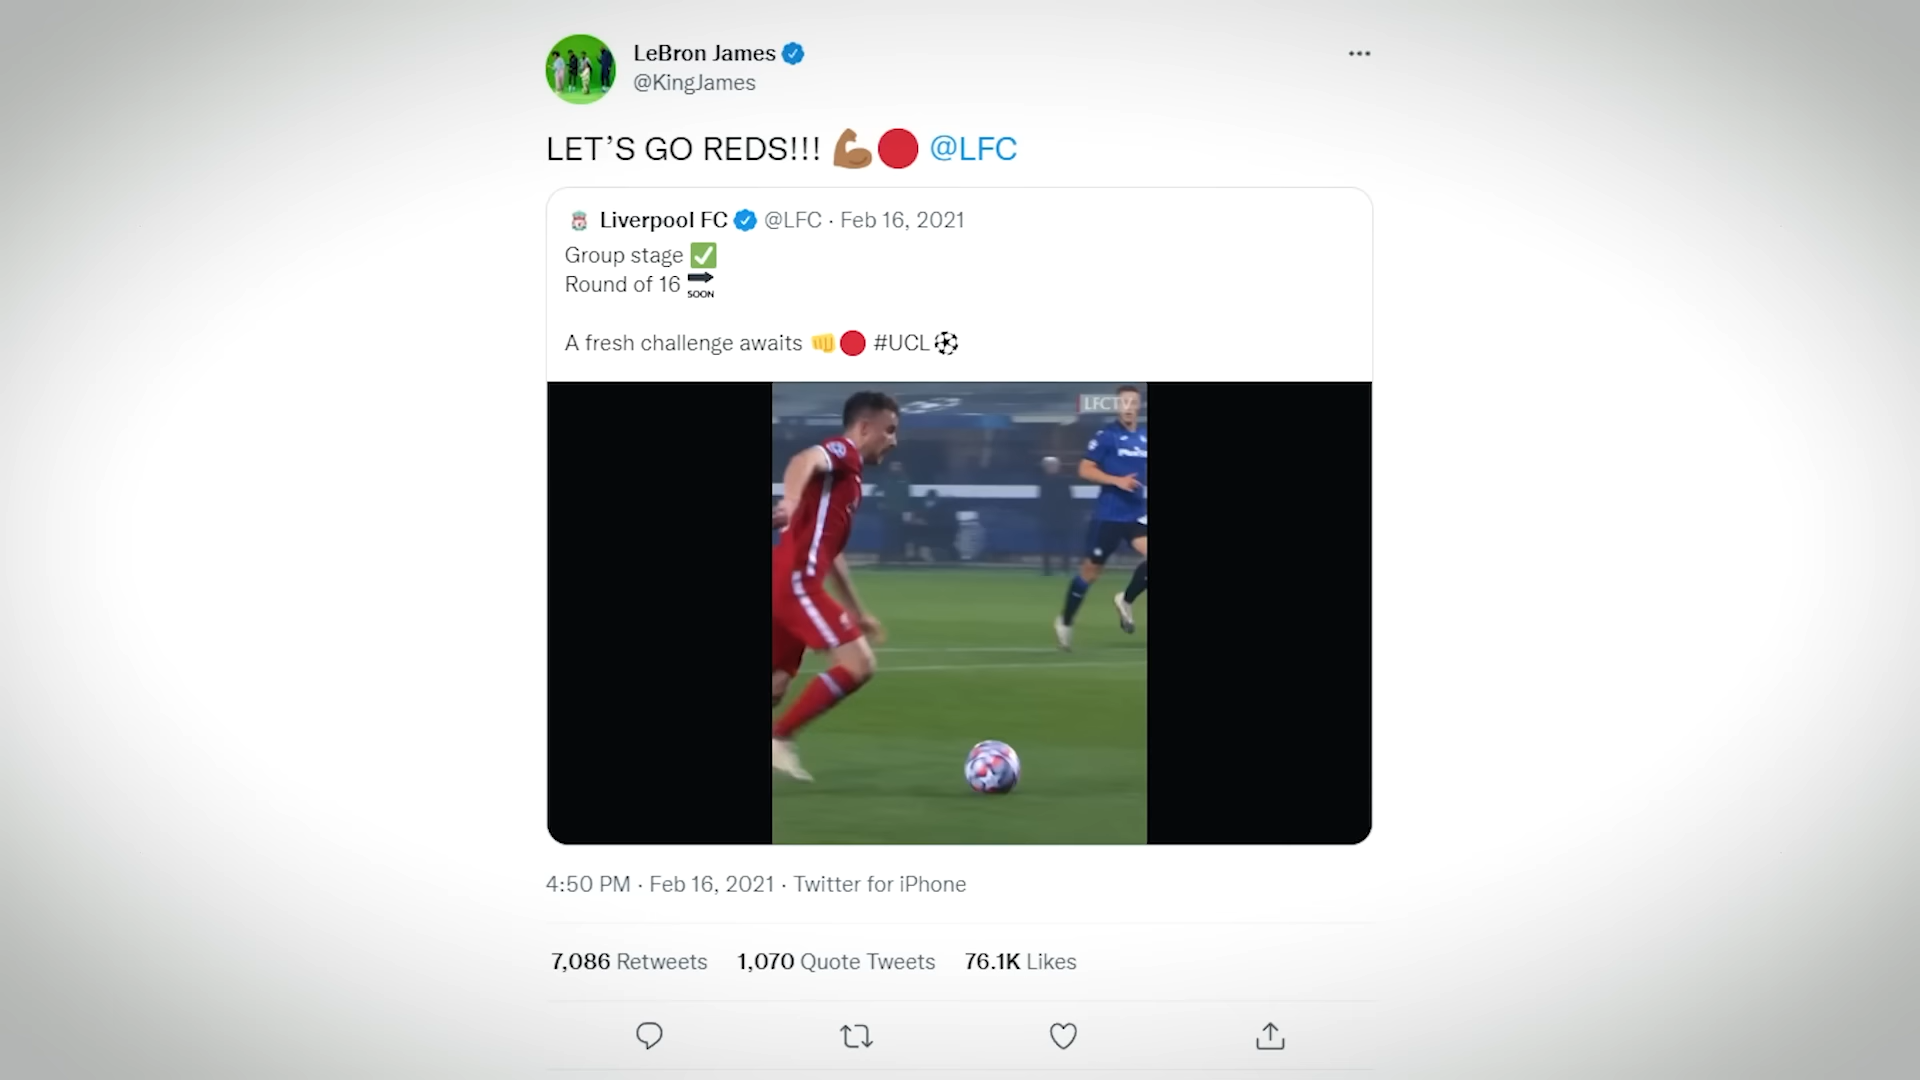 LeBron James
@KingJames
LET’S GO REDS!!! 💪🏾🔴 @LFC
Liverpool FC @LFC · Feb 16, 2021
Group stage ✅
Round of 16 🔜
A fresh challenge awaits 👊🔴 #UCL⚽
LFCTV
4:50 PM · Feb 16, 2021 · Twitter for iPhone
7,086 Retweets 1,070 Quote Tweets 76.1K Likes